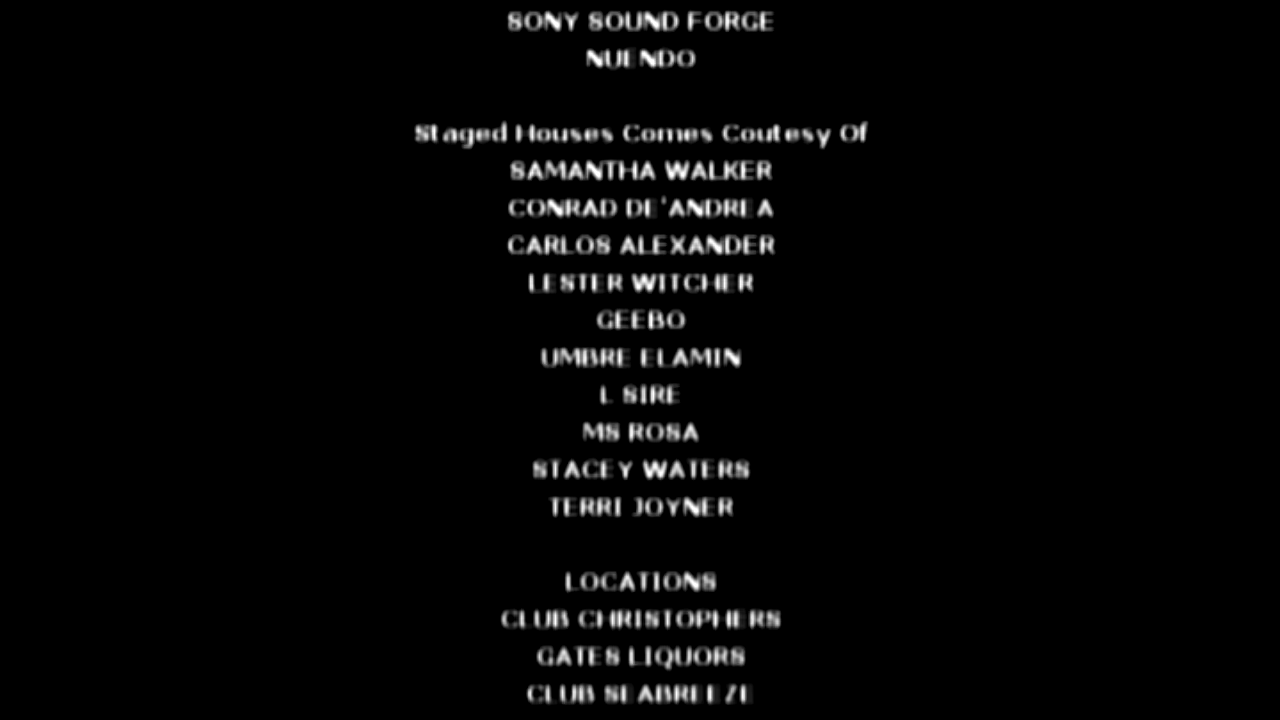 SONY SOUND FORGE
NUENDO
Staged Houses Comes Coutesy Of
SAMANTHA WALKER
CONRAD DE'ANDREA
CARLOS ALEXANDER
LESTER WITCHER
GEEBO
UMBRE ELAMIN
L SIRE
MS ROSA
STACEY WATERS
TERRI JOYNER
LOCATIONS
CLUB CHRISTOPHERS
GATES LIQUORS
CLUB SEABREEZE